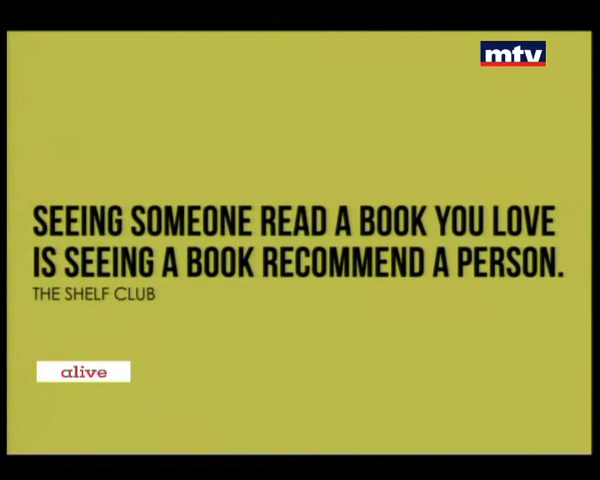 mtv
SEEING SOMEONE READ A BOOK YOU LOVE
IS SEEING A BOOK RECOMMEND A PERSON.
THE SHELF CLUB
alive